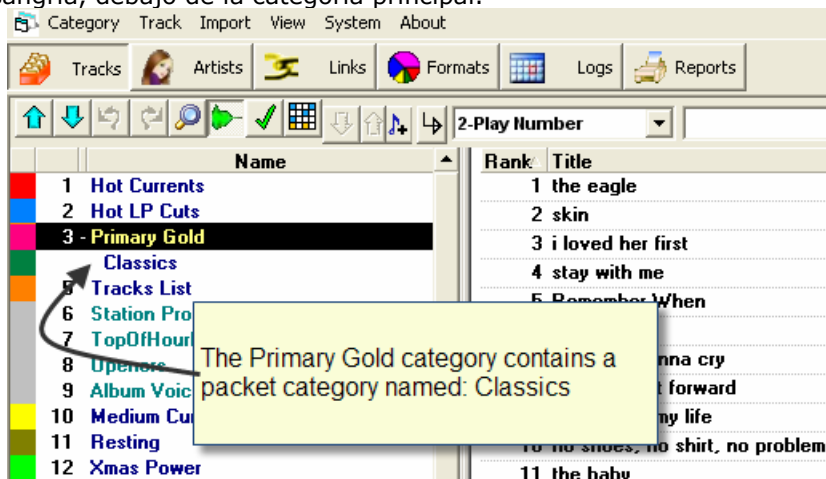 sangría, debajo de la categoría principal.
Category Track Import View System About
Tracks Artists Links Formats Logs Reports
2-Play Number
Name Rank Title
1 Hot Currents 1 the eagle
2 Hot LP Cuts 2 skin
3 - Primary Gold 3 i loved her first
Classics 4 stay with me
5 Tracks List 5 Remember When
6 Station Pro
7 TopOfHour
The Primary Gold category contains a
packet category named: Classics
8 Openers nna cry
9 Album Voic t forward
10 Medium Cu my life
11 Resting 10 no shoes, no shirt, no problem
12 Xmas Power 11 the baby